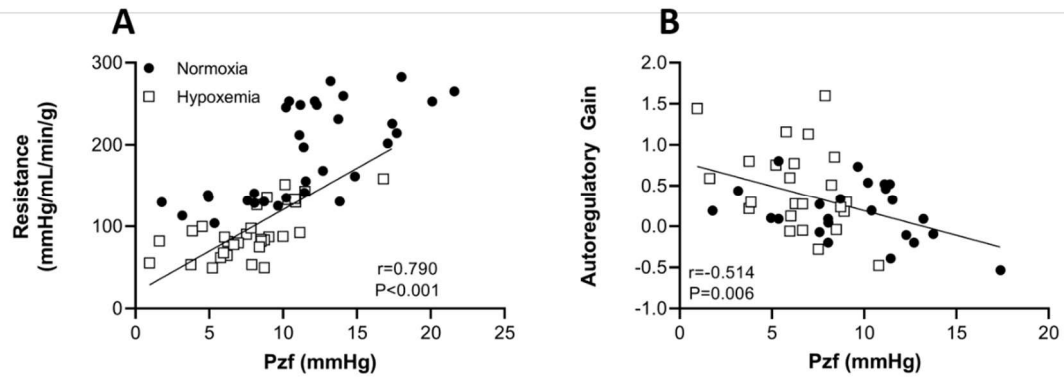 A
300
200
100
0
Resistance
(mmHg/mL/min/g)
Normoxia
Hypoxemia
r=0.790
P<0.001
0 5 10 15 20 25
Pzf (mmHg)
B
2.0
1.5
1.0
0.5
0.0
-0.5
-1.0
Autoregulatory Gain
r=-0.514
P=0.006
0 5 10 15 20
Pzf (mmHg)